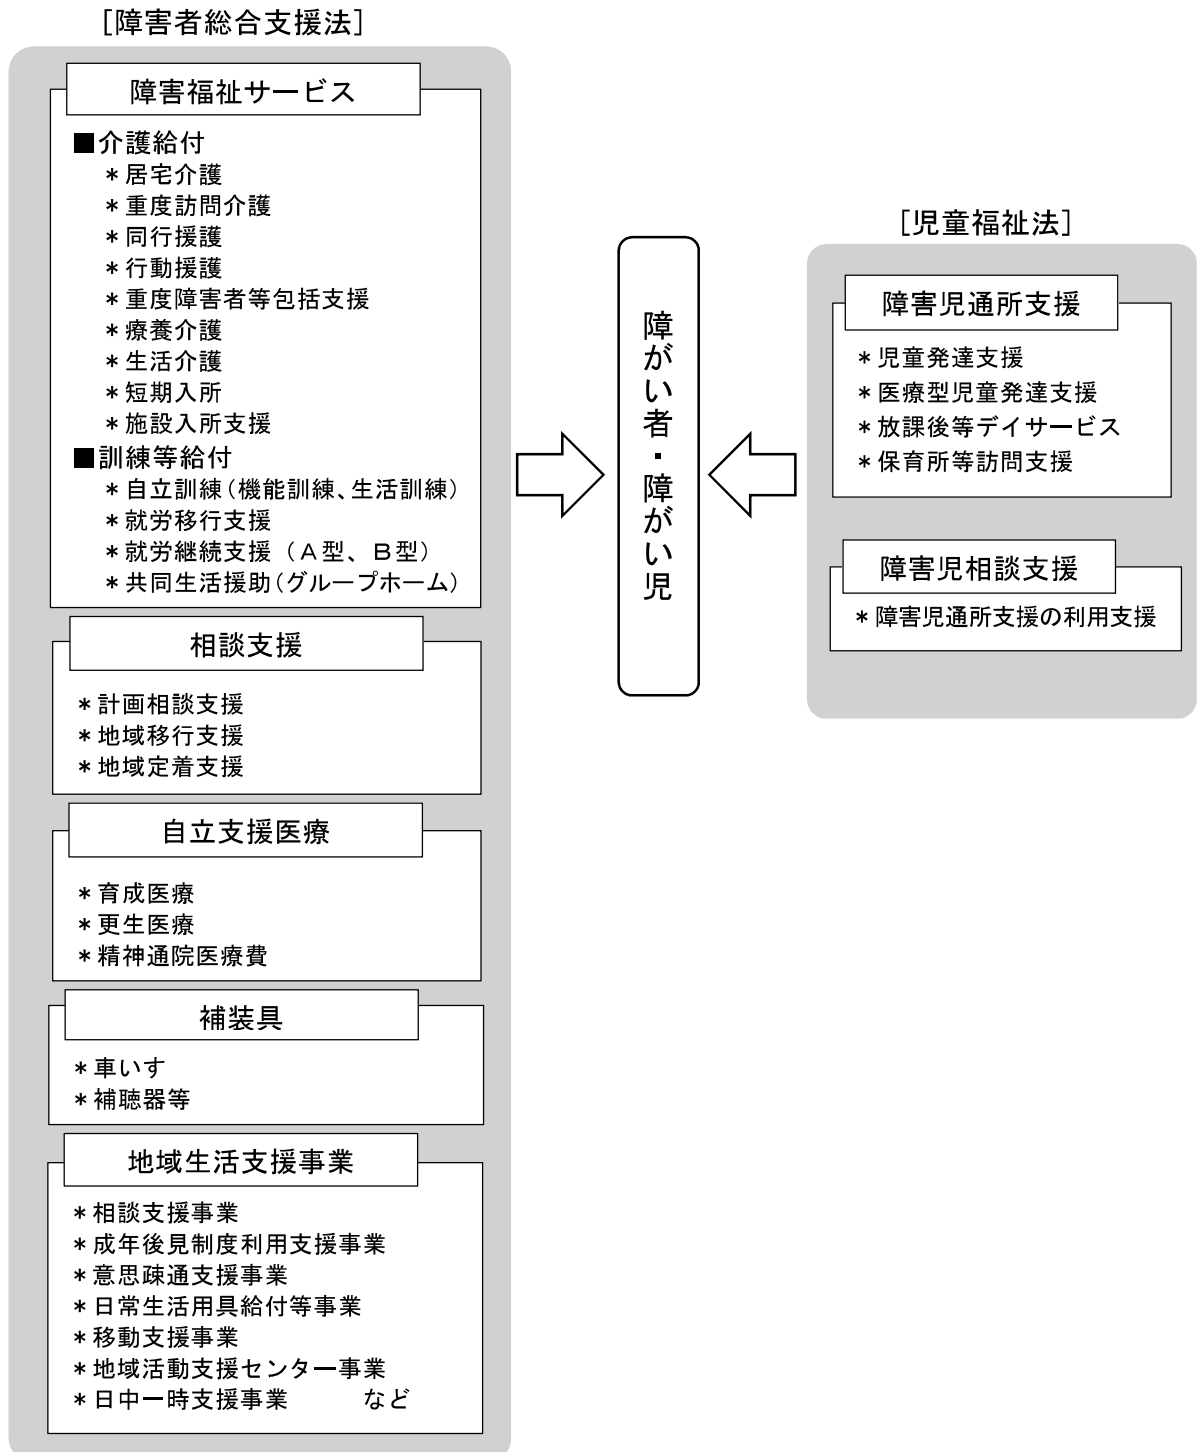 [障害者総合支援法]
障害福祉サービス
■介護給付
＊居宅介護
＊重度訪問介護
＊同行援護
＊行動援護
＊重度障害者等包括支援
＊療養介護
＊生活介護
＊短期入所
＊施設入所支援
■訓練等給付
＊自立訓練（機能訓練、生活訓練）
＊就労移行支援
＊就労継続支援（Ａ型、Ｂ型）
＊共同生活援助（グループホーム）
相談支援
＊計画相談支援
＊地域移行支援
＊地域定着支援
自立支援医療
＊育成医療
＊更生医療
＊精神通院医療費
補装具
＊車いす
＊補聴器等
地域生活支援事業
＊相談支援事業
＊成年後見制度利用支援事業
＊意思疎通支援事業
＊日常生活用具給付等事業
＊移動支援事業
＊地域活動支援センター事業
＊日中一時支援事業　　　など
障がい者・障がい児
[児童福祉法]
障害児通所支援
＊児童発達支援
＊医療型児童発達支援
＊放課後等デイサービス
＊保育所等訪問支援
障害児相談支援
＊障害児通所支援の利用支援